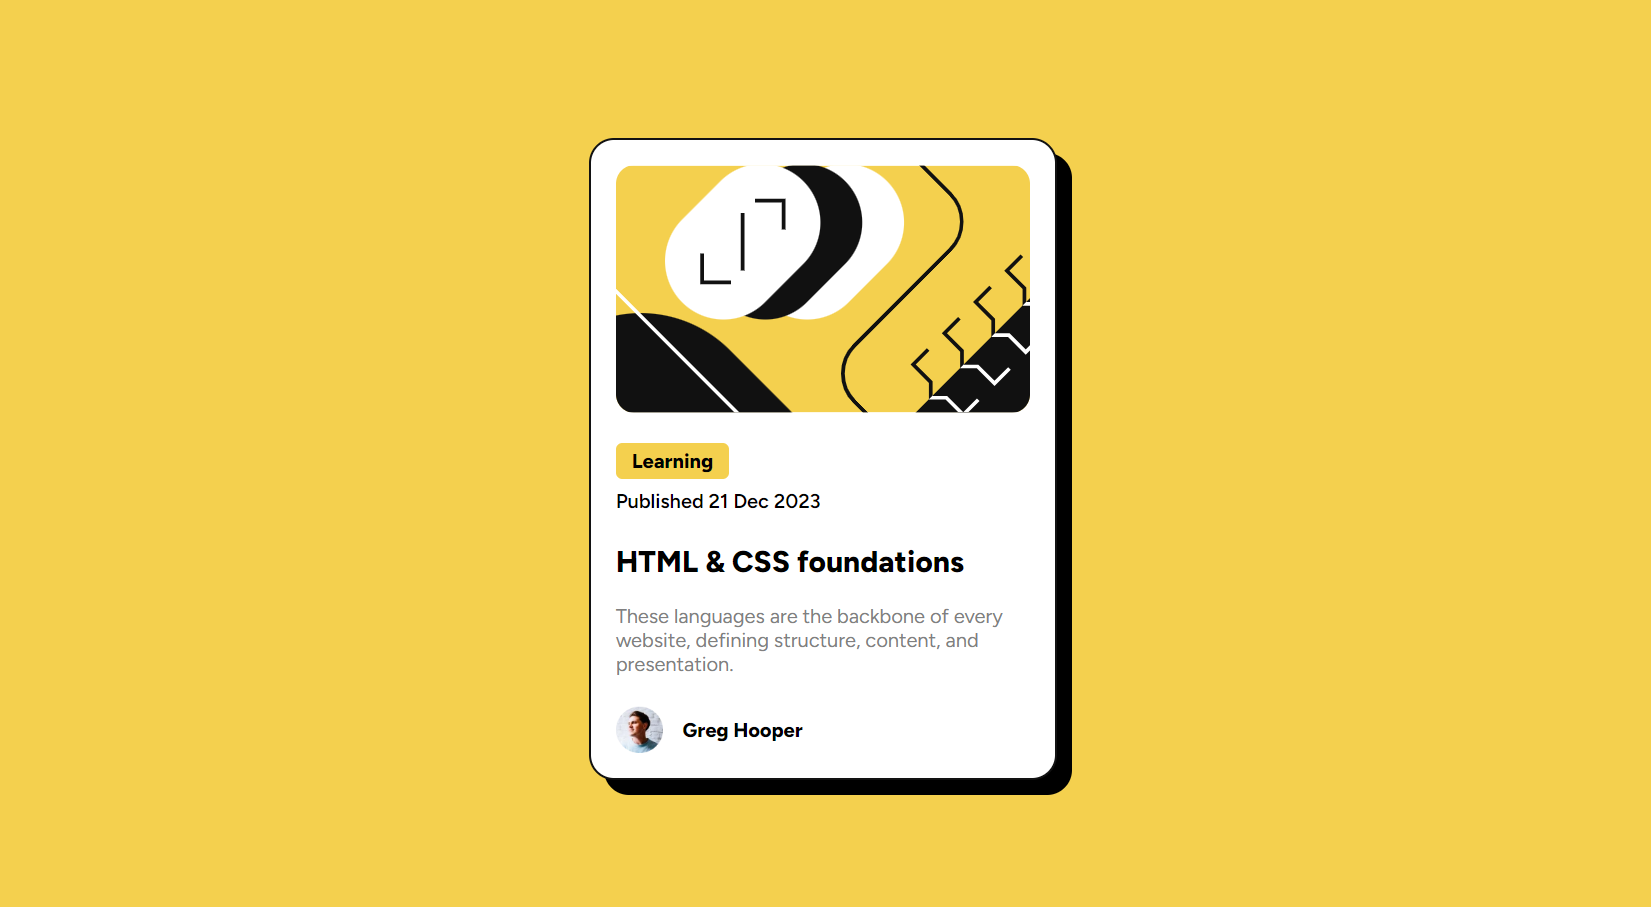 Learning
Published 21 Dec 2023
HTML & CSS foundations
These languages are the backbone of every
website, defining structure, content, and
presentation.
Greg Hooper